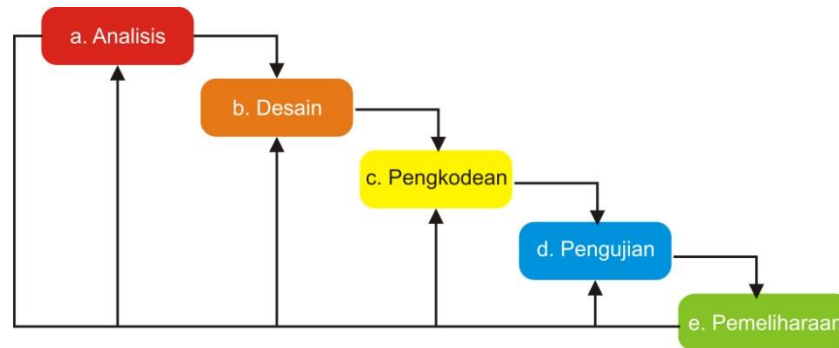 a. Analisis
b. Desain
c. Pengkodean
d. Pengujian
e. Pemeliharaan